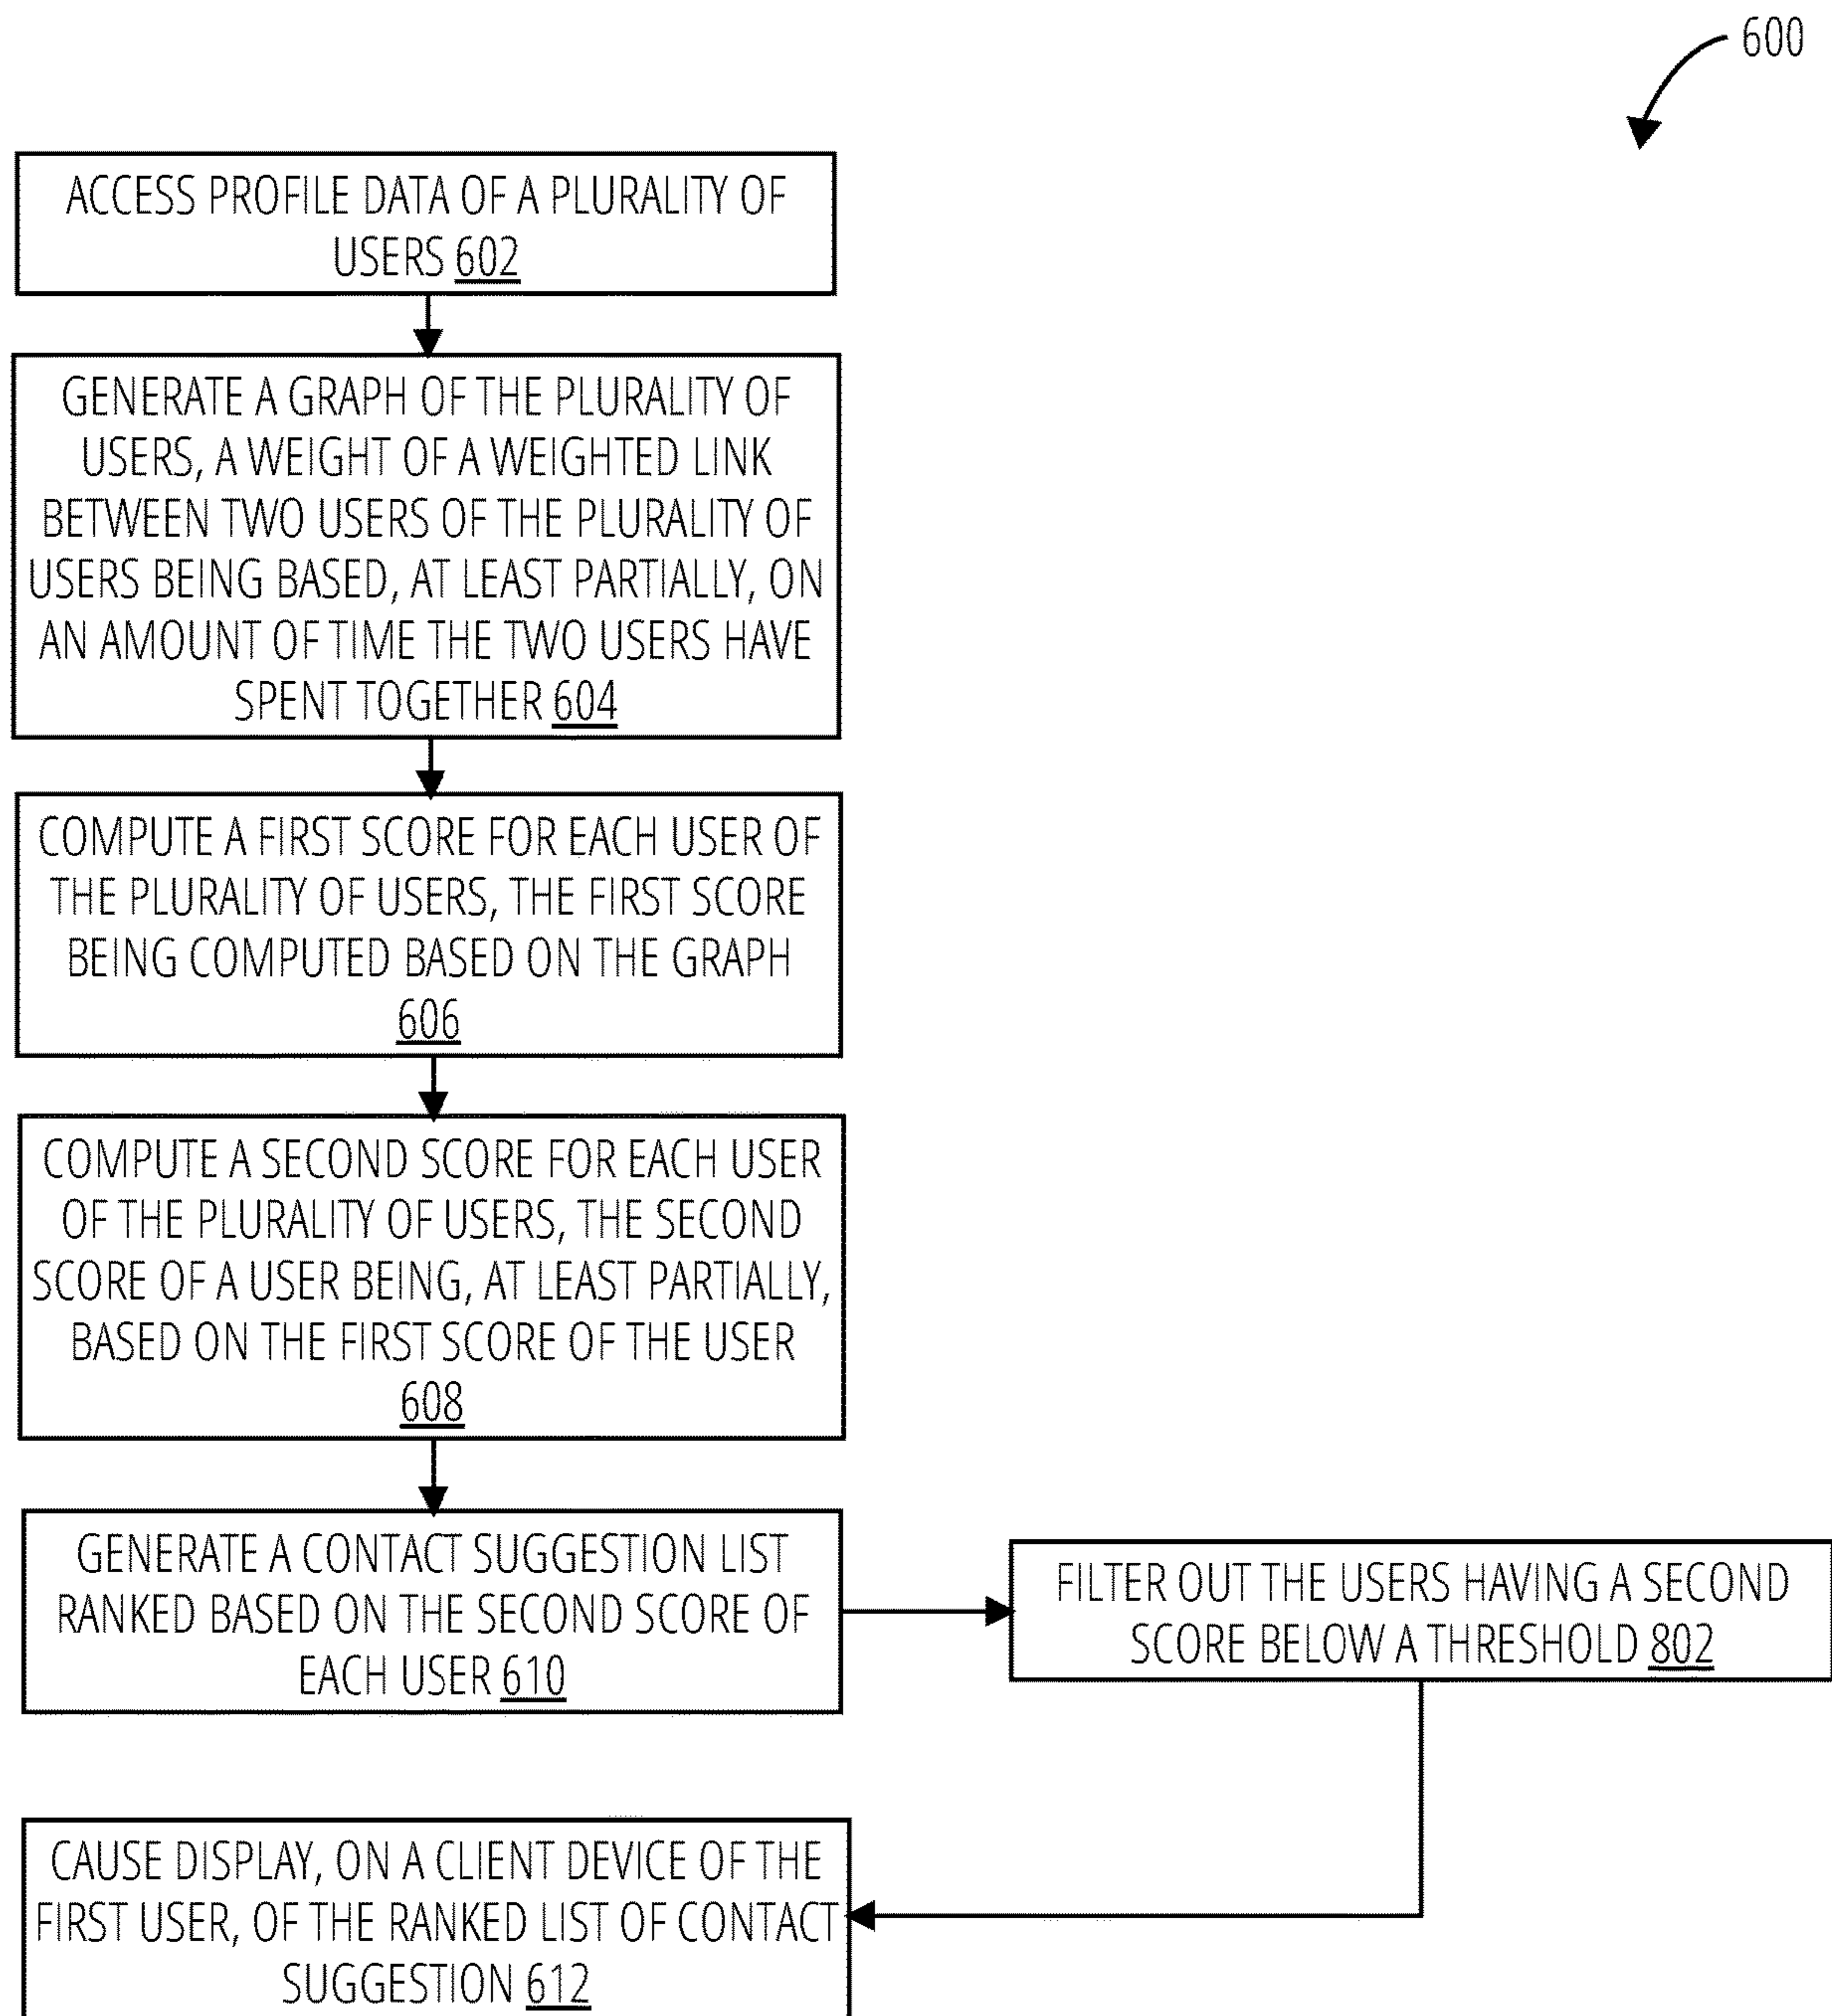 600
ACCESS PROFILE DATA OF A PLURALITY OF
USERS 602
GENERATE A GRAPH OF THE PLURALITY OF
USERS, A WEIGHT OF A WEIGHTED LINK
BETWEEN TWO USERS OF THE PLURALITY OF
USERS BEING BASED, AT LEAST PARTIALLY, ON
AN AMOUNT OF TIME THE TWO USERS HAVE
SPENT TOGETHER 604
COMPUTE A FIRST SCORE FOR EACH USER OF
THE PLURALITY OF USERS, THE FIRST SCORE
BEING COMPUTED BASED ON THE GRAPH
606
COMPUTE A SECOND SCORE FOR EACH USER
OF THE PLURALITY OF USERS, THE SECOND
SCORE OF A USER BEING, AT LEAST PARTIALLY,
BASED ON THE FIRST SCORE OF THE USER
608
GENERATE A CONTACT SUGGESTION LIST
RANKED BASED ON THE SECOND SCORE OF
EACH USER 610
FILTER OUT THE USERS HAVING A SECOND
SCORE BELOW A THRESHOLD 802
CAUSE DISPLAY, ON A CLIENT DEVICE OF THE
FIRST USER, OF THE RANKED LIST OF CONTACT
SUGGESTION 612